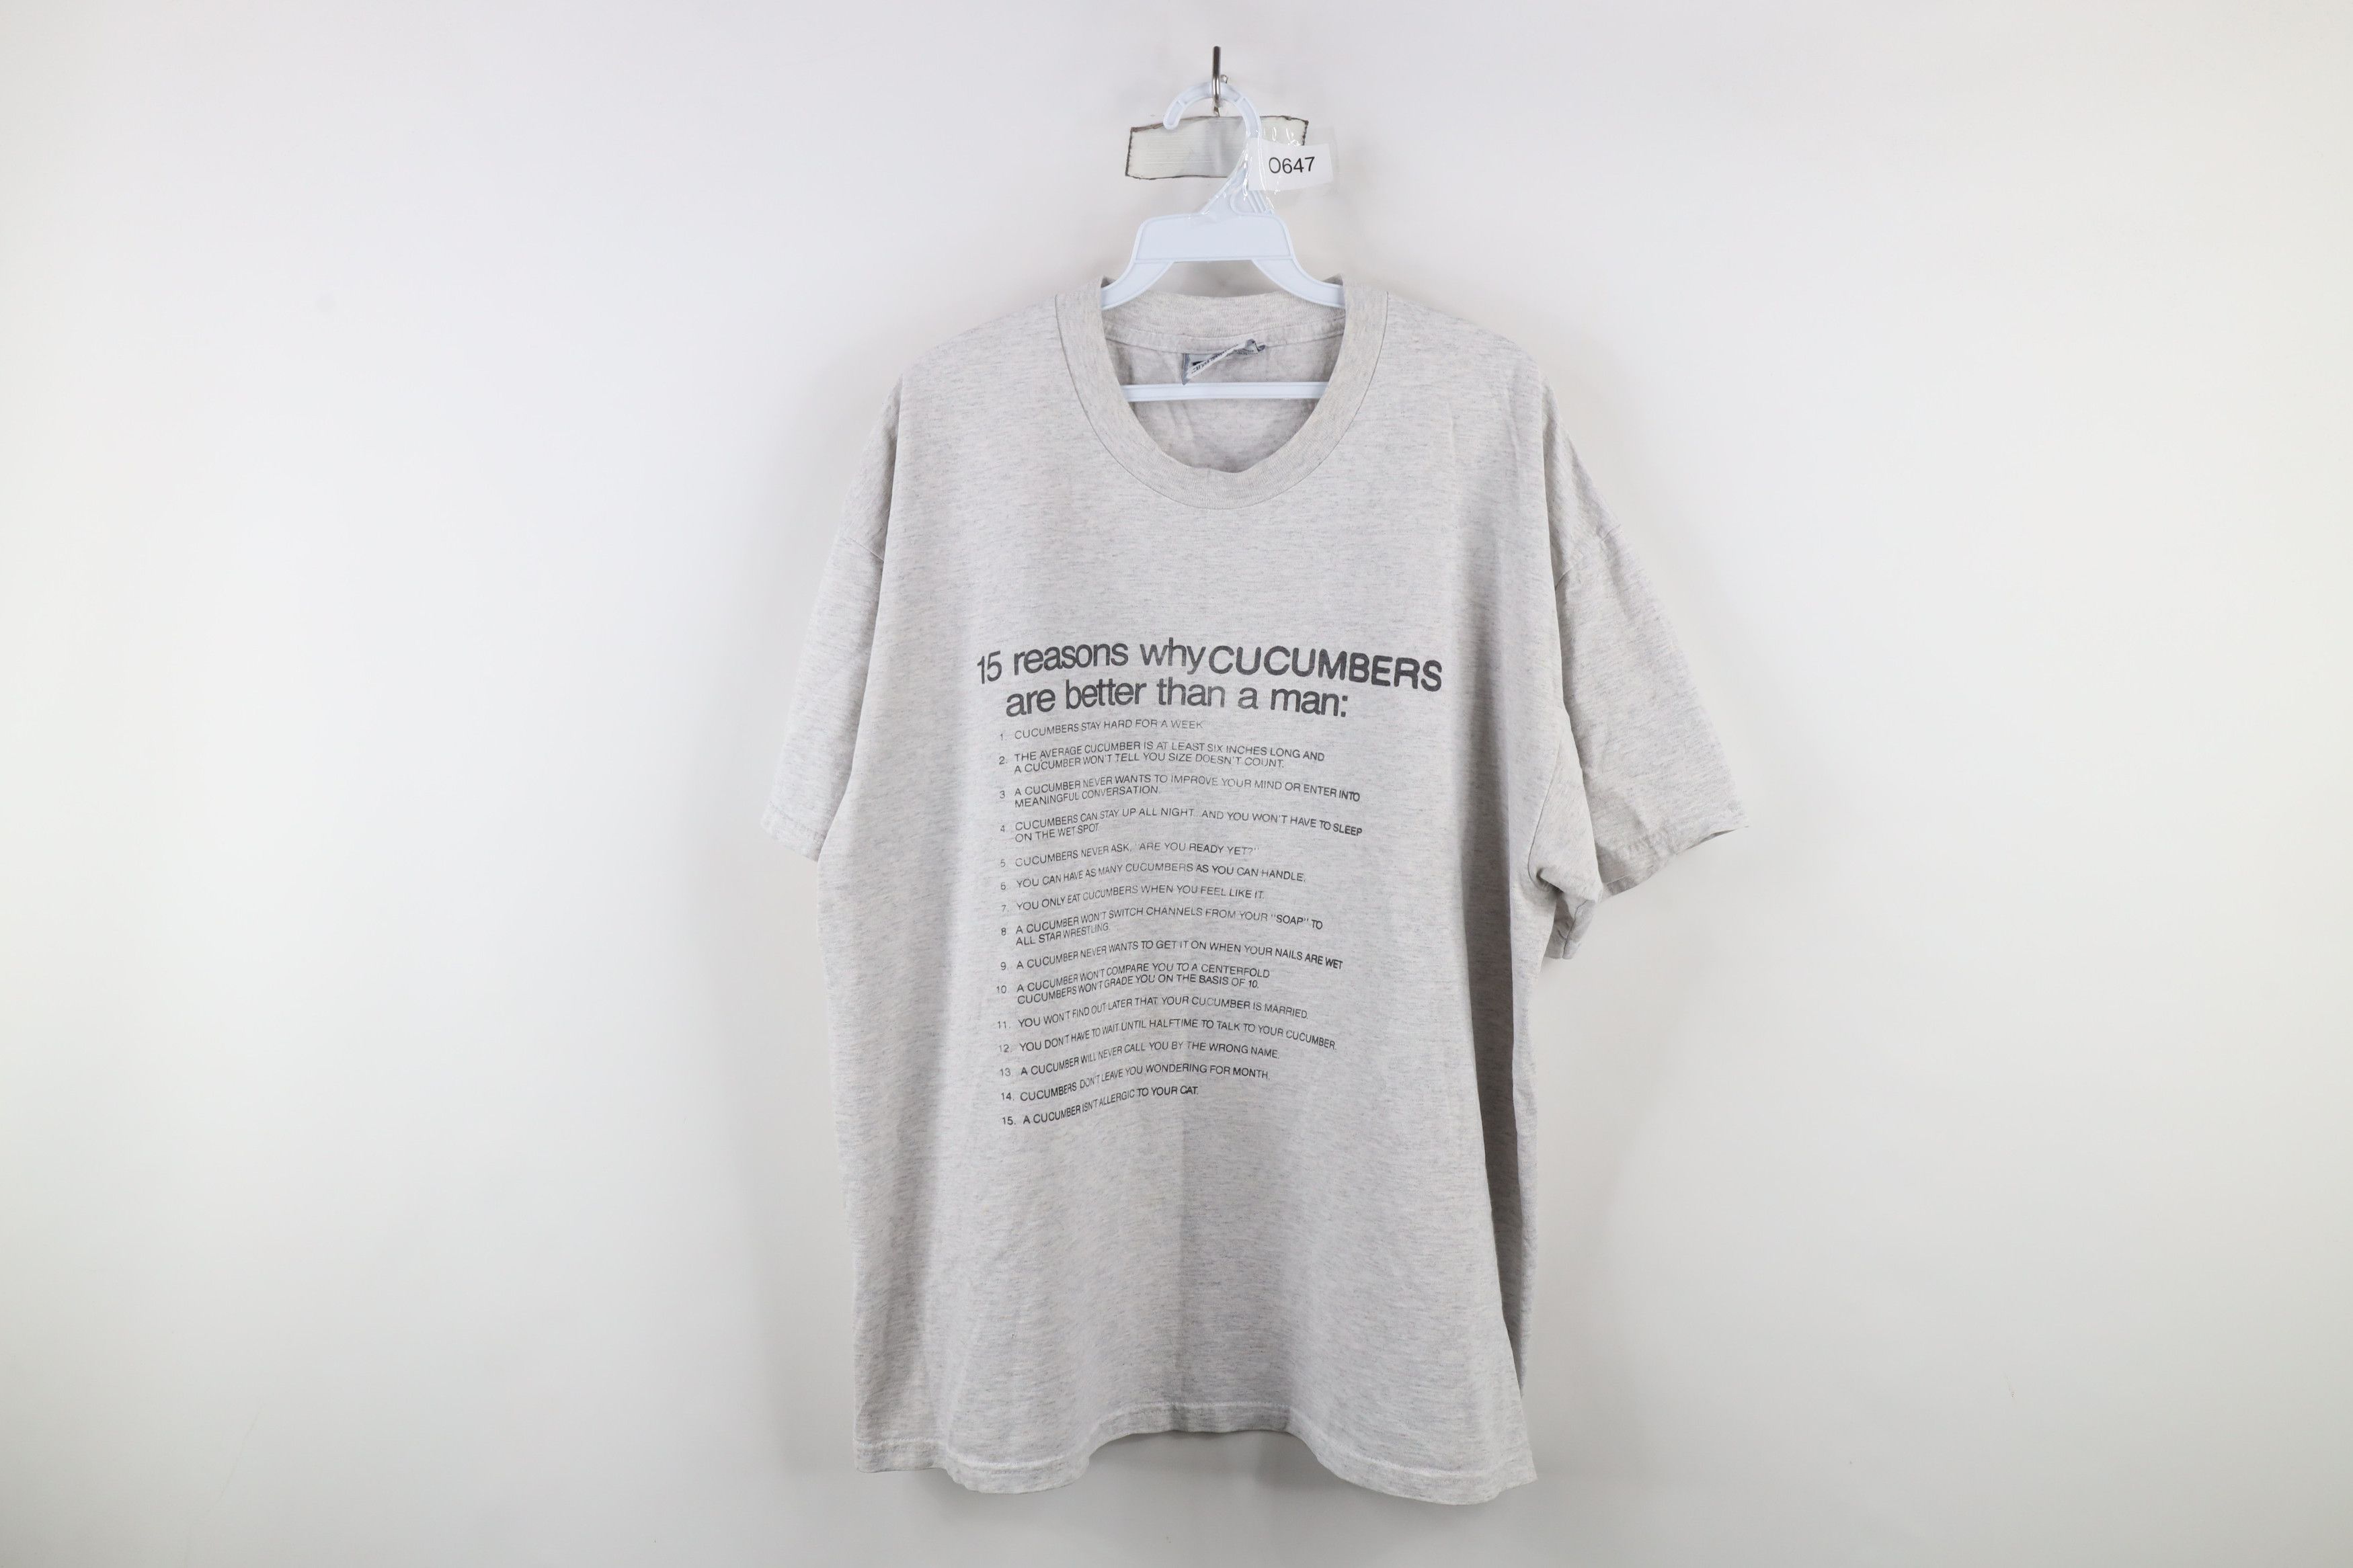 O647
15 reasons why CUCUMBERS
are better than a man:
1. CUCUMBERS STAY HARD FOR A WEEK
2. THE AVERAGE CUCUMBER IS AT LEAST SIX INCHES LONG AND
A CUCUMBER WON'T TELL YOU SIZE DOESN'T COUNT.
3 A CUCUMBER NEVER WANTS TO IMPROVE YOUR MIND OR ENTER INTO
MEANINGFUL CONVERSATION.
4. CUCUMBERS CAN STAY UP ALL NIGHT. AND YOU WON'T HAVE TO SLEEP
ON THE WET SPOT
5 CUCUMBERS NEVER ASK, "ARE YOU READY YET?"
6. YOU CAN HAVE AS MANY CUCUMBERS AS YOU CAN HANDLE.
7. YOU ONLY EAT CUCUMBERS WHEN YOU FEEL LIKE IT.
8 A CUCUMBER WON'T SWITCH CHANNELS FROM YOUR "SOAP" TO
ALL STAR WRESTLING
9 A CUCUMBER NEVER WANTS TO GET IT ON WHEN YOUR NAILS ARE WET
10 A CUCUMBER WON'T COMPARE YOU TO A CENTERFOLD
CUCUMBERS WON'T GRADE YOU ON THE BASIS OF 10.
11. YOU WON'T FIND OUT LATER THAT YOUR CUCUMBER IS MARRIED.
12. YOU DON'T HAVE TO WAIT UNTIL HALFTIME TO TALK TO YOUR CUCUMBER.
13. A CUCUMBER WILL NEVER CALL YOU BY THE WRONG NAME.
14. CUCUMBERS DON'T LEAVE YOU WONDERING FOR MONTH.
15. A CUCUMBER ISN'T ALLERGIC TO YOUR CAT.